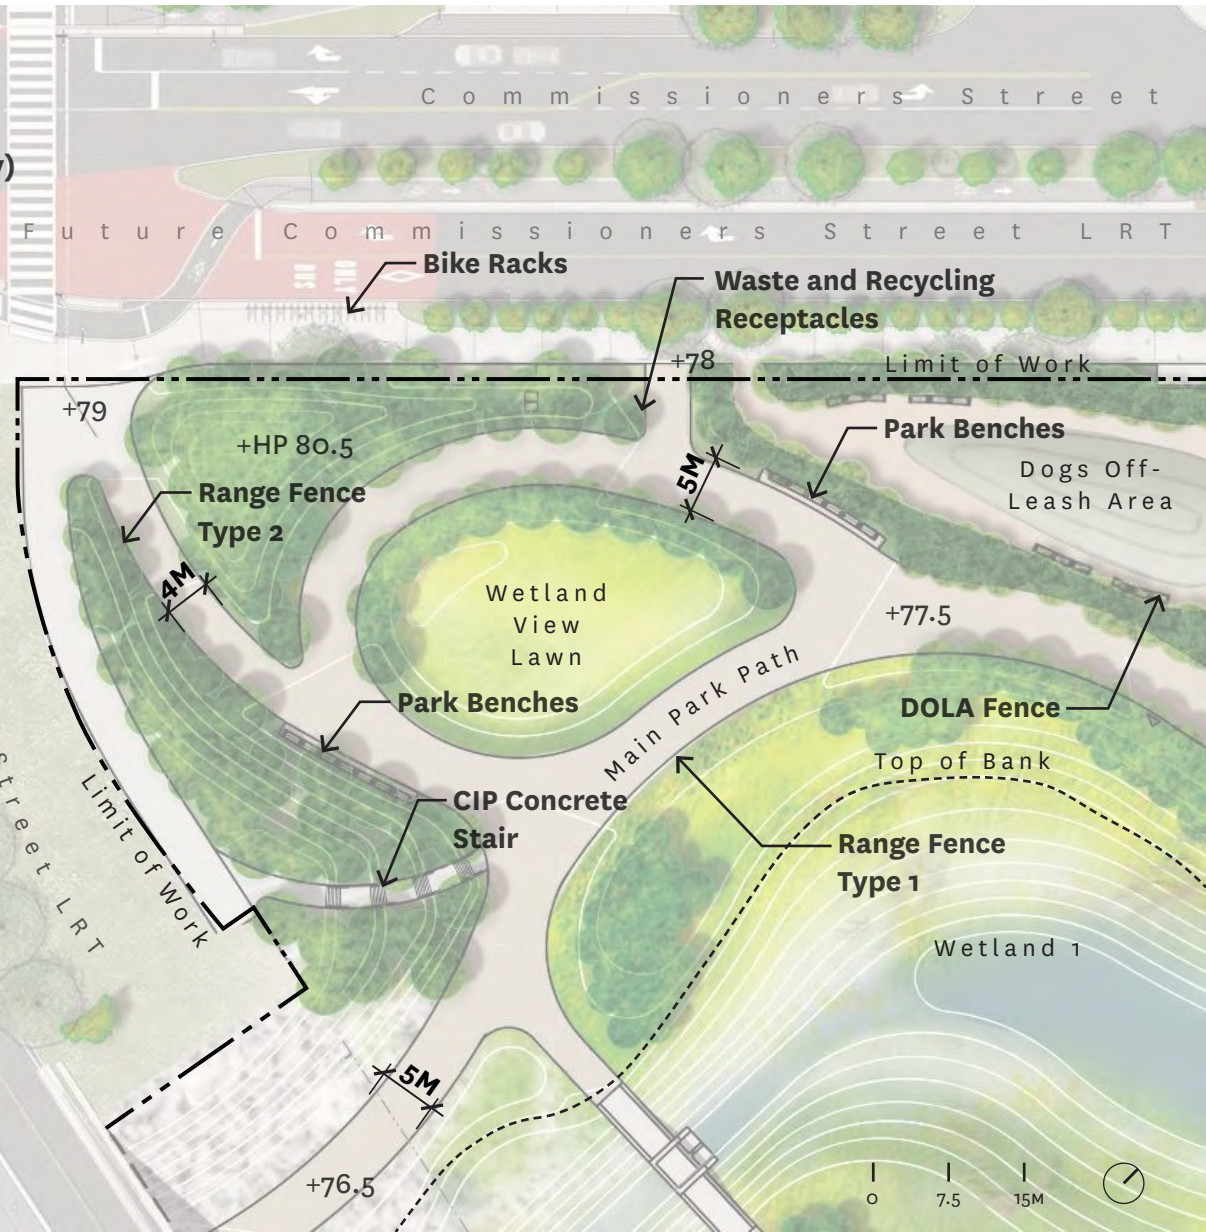 Commissioners Street
y)
Future Commissioners Street LRT
BUS ONLY
Bike Racks
Waste and Recycling
Receptacles
+78
Limit of Work
+79
+HP 80.5
Park Benches
5M
Dogs Off-
Leash Area
Range Fence
Type 2
4M
Wetland
View
Lawn
+77.5
Main Park Path
Park Benches
DOLA Fence
Top of Bank
CIP Concrete
Stair
Range Fence
Type 1
Limit of Work
street LRT
Wetland 1
5M
+76.5
0 7.5 15M